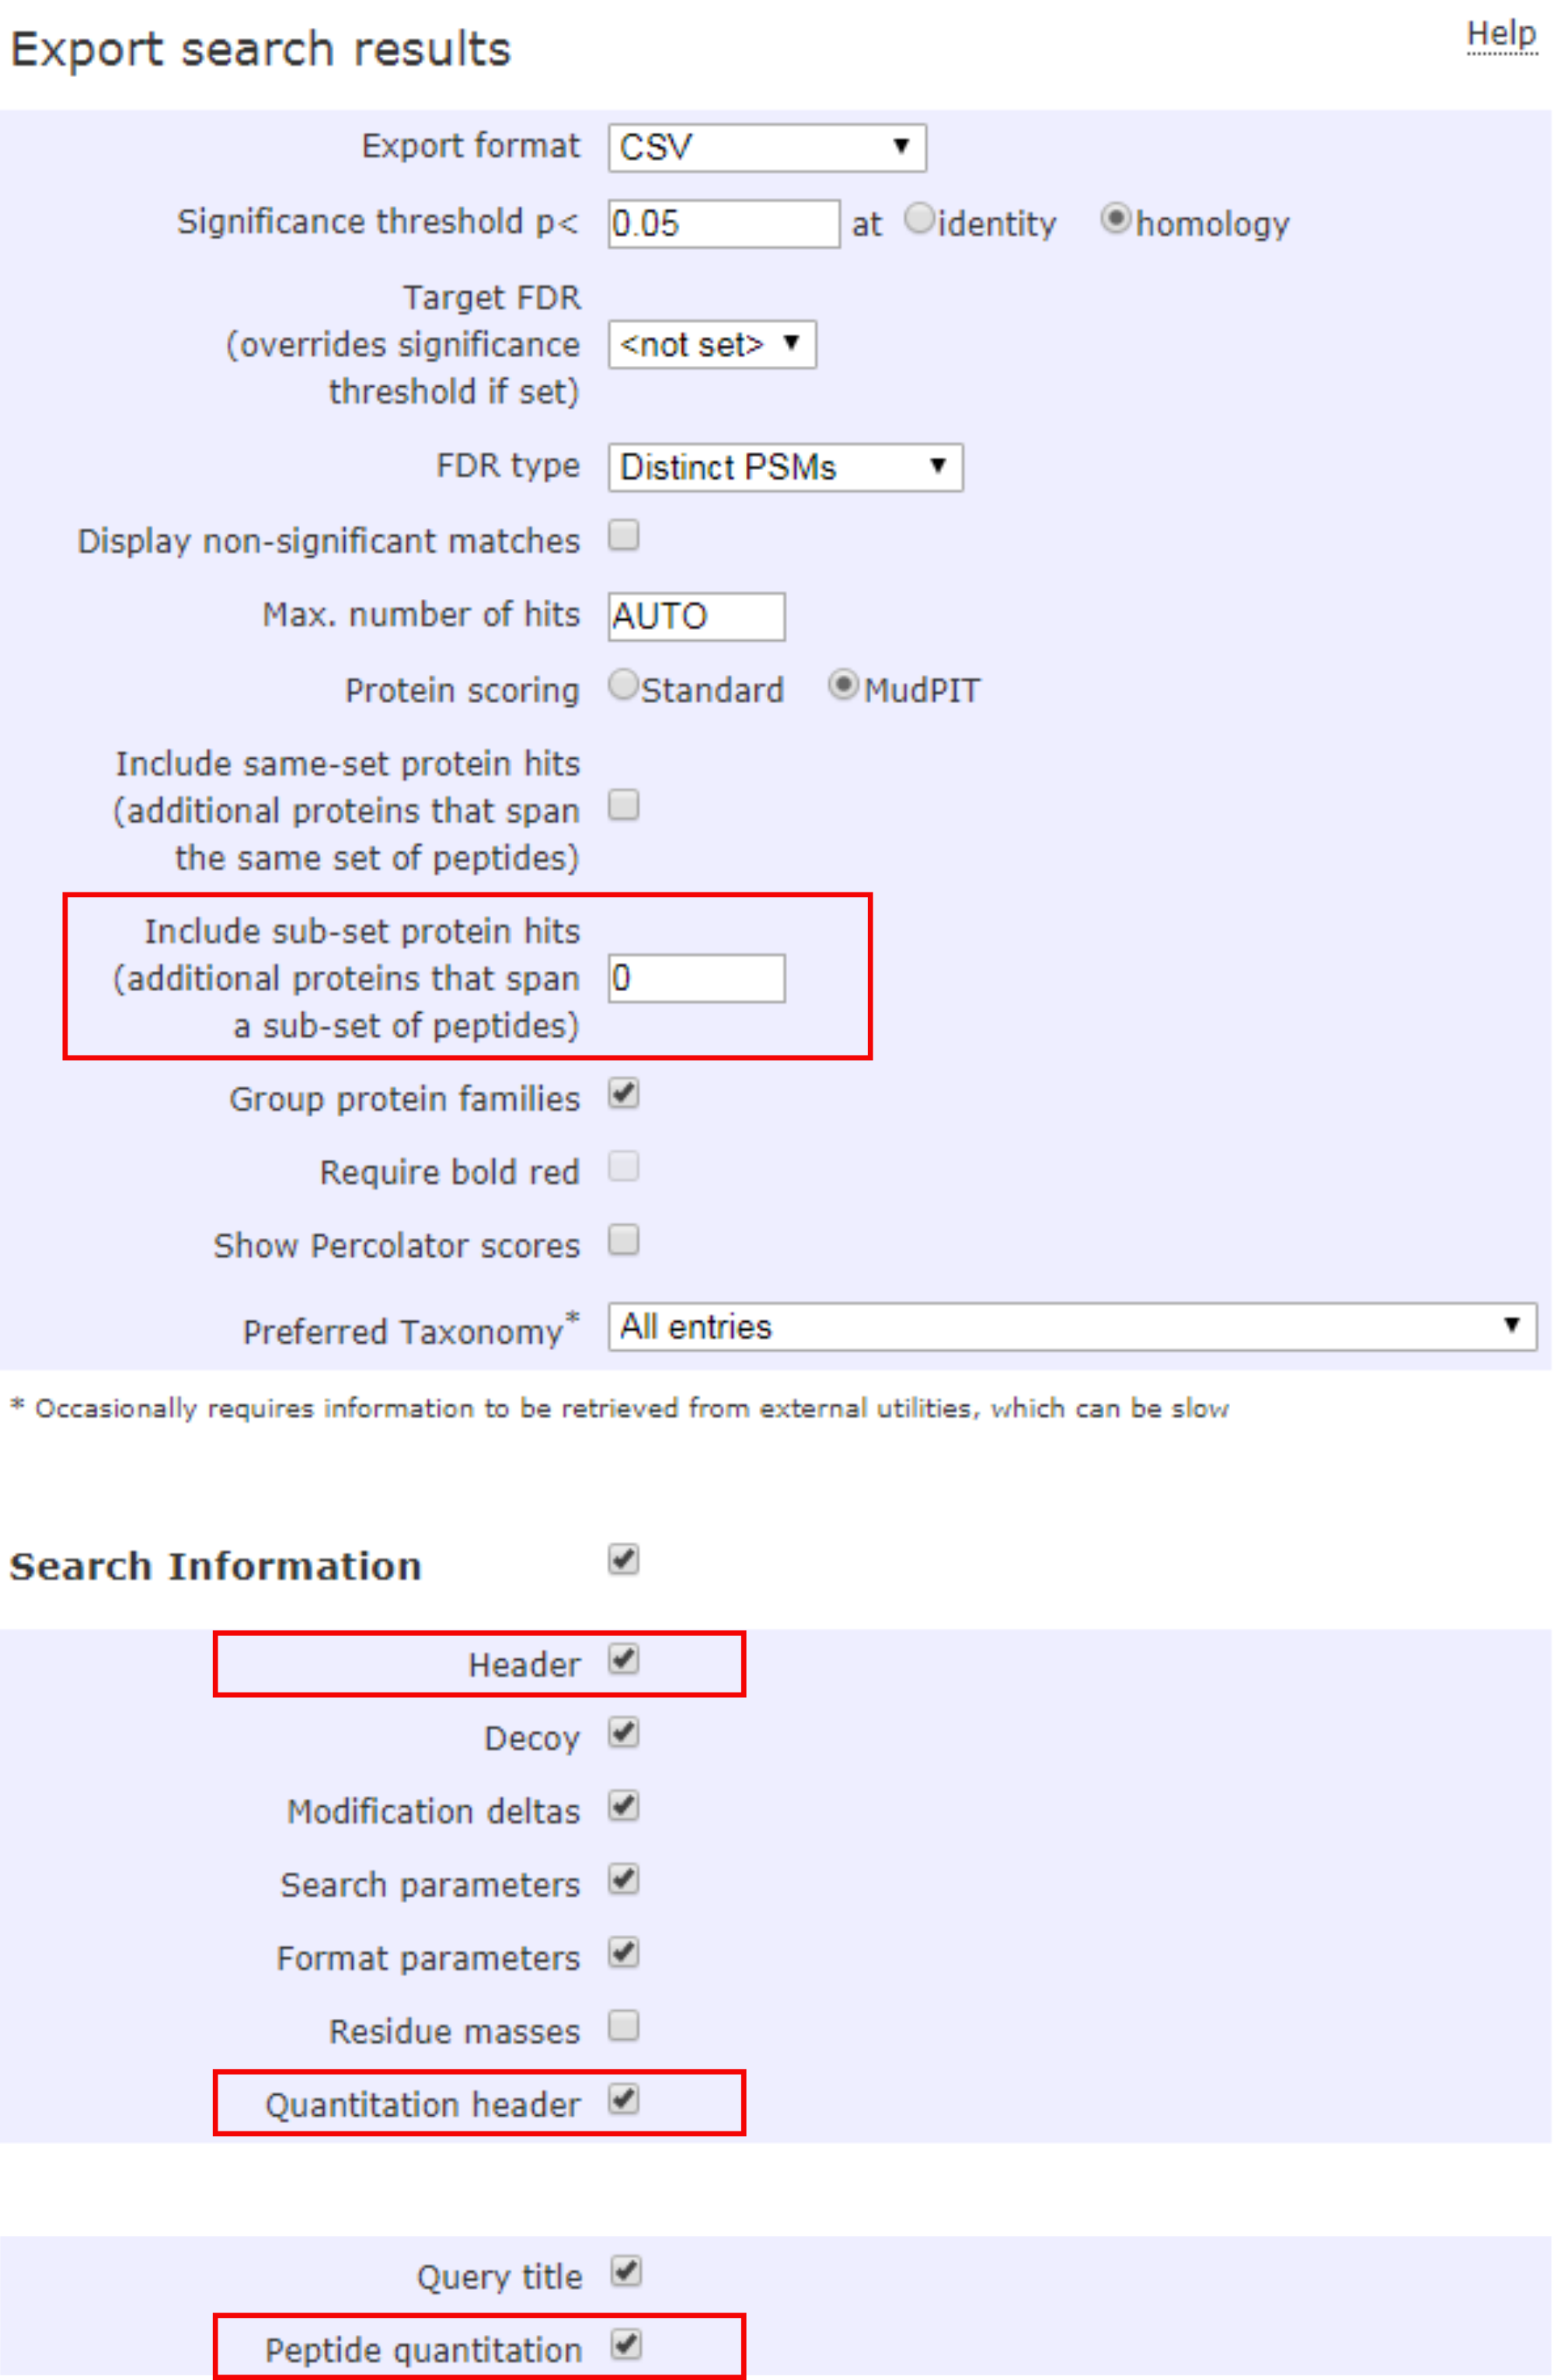 Export search results
Help
Export format CSV
Significance threshold p< 0.05 at identity homology
Target FDR
(overrides significance <not set>
threshold if set)
FDR type Distinct PSMs
Display non-significant matches
Max. number of hits AUTO
Protein scoring Standard MudPIT
Include same-set protein hits
(additional proteins that span
the same set of peptides)
Include sub-set protein hits
(additional proteins that span 0
a sub-set of peptides)
Group protein families
Require bold red
Show Percolator scores
Preferred Taxonomy* All entries
* Occasionally requires information to be retrieved from external utilities, which can be slow
Search Information
Header
Decoy
Modification deltas
Search parameters
Format parameters
Residue masses
Quantitation header
Query title
Peptide quantitation